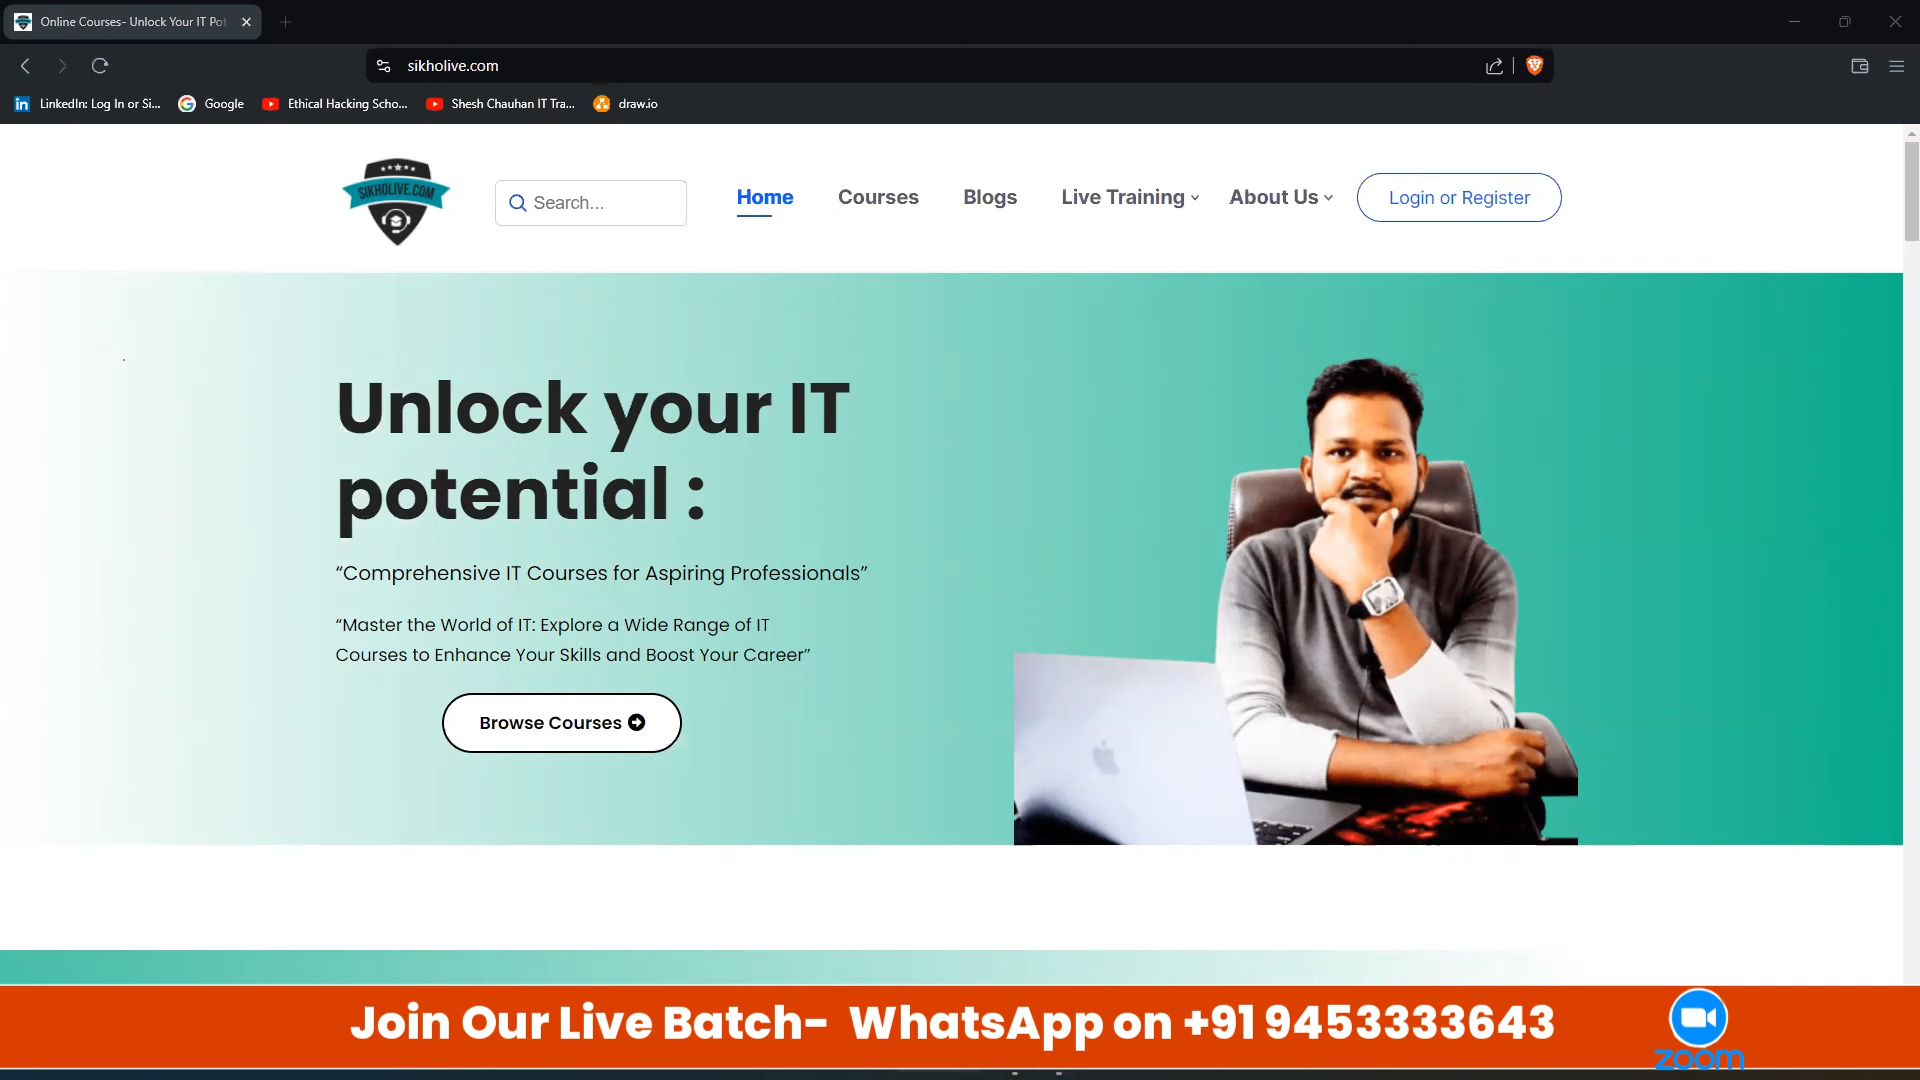 Online Courses- Unlock Your IT Pot
sikholive.com
LinkedIn: Log In or Si...
Google
Ethical Hacking Scho...
Shesh Chauhan IT Tra...
draw.io
SIKHOLIVE.COM
Search...
Home
Courses
Blogs
Live Training
About Us
Login or Register
Unlock your IT
potential :
“Comprehensive IT Courses for Aspiring Professionals”
“Master the World of IT: Explore a Wide Range of IT
Courses to Enhance Your Skills and Boost Your Career”
Browse Courses
Join Our Live Batch- WhatsApp on +91 9453333643
zoom